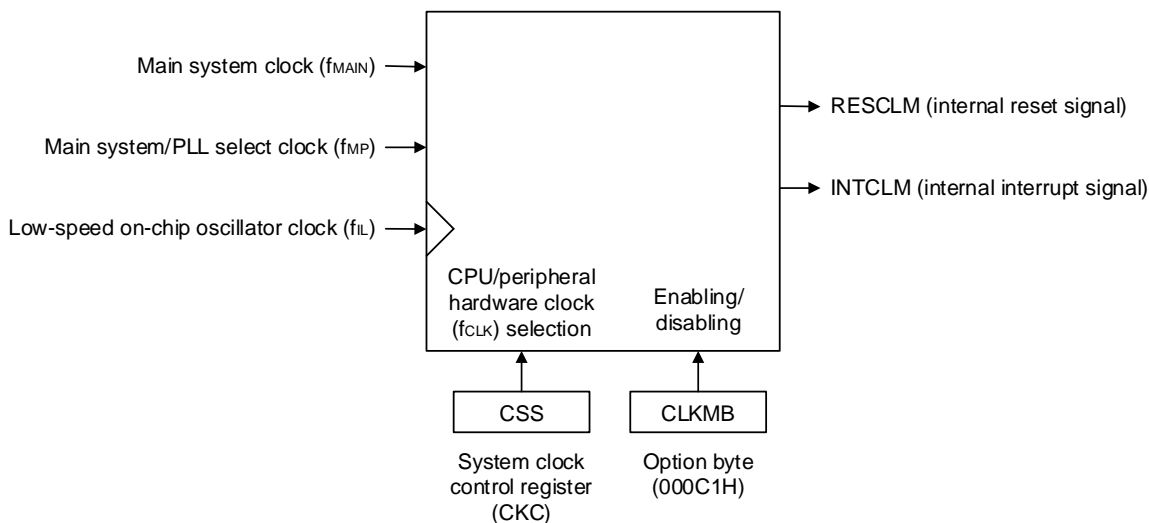 Main system clock (fMAIN)
Main system/PLL select clock (fMP)
Low-speed on-chip oscillator clock (fIL)
RESCLM (internal reset signal)
INTCLM (internal interrupt signal)
CPU/peripheral
hardware clock
(fCLK) selection
Enabling/
disabling
CSS
CLKMB
System clock
control register
(CKC)
Option byte
(000C1H)